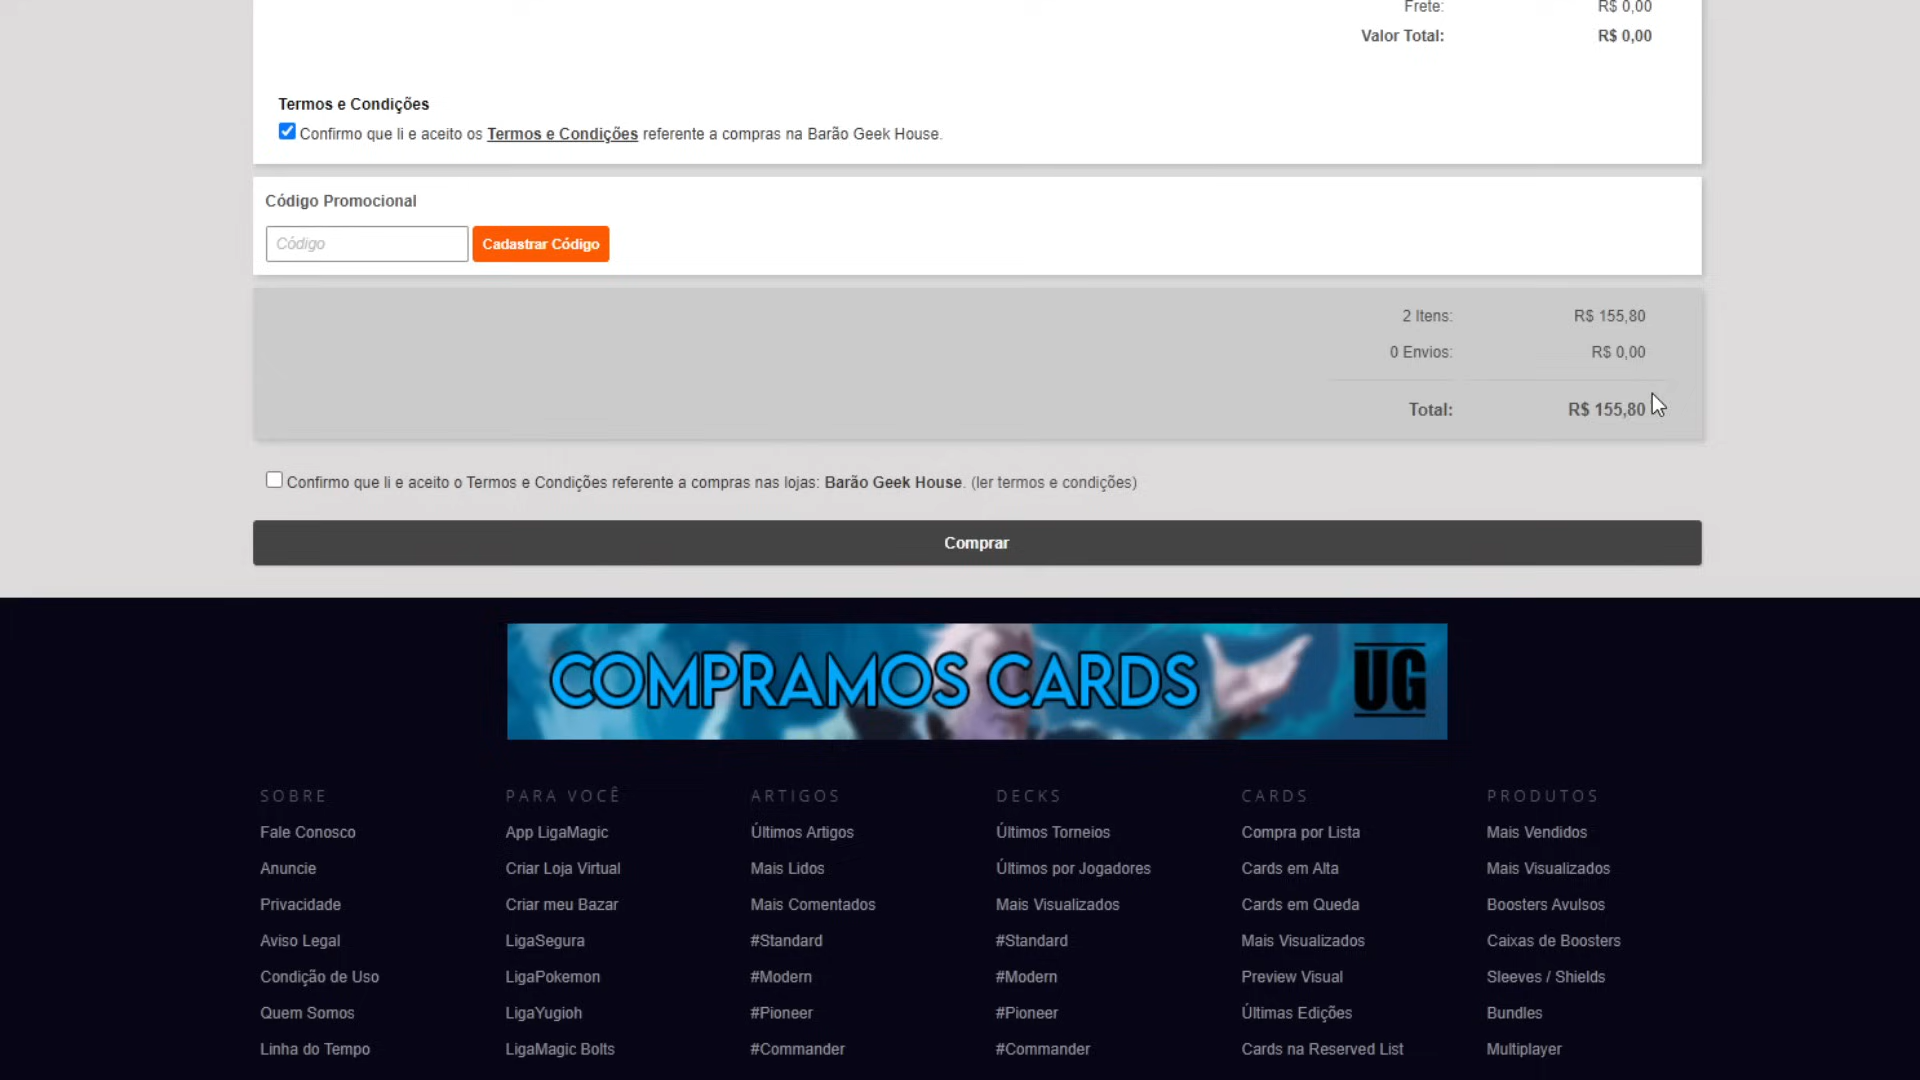 Frete: R$ 0,00
Valor Total: R$ 0,00
Termos e Condições
Confirmo que li e aceito os Termos e Condições referente a compras na Barão Geek House.
Código Promocional
Código Cadastrar Código
2 Itens: R$ 155,80
0 Envios: R$ 0,00
Total: R$ 155,80
Confirmo que li e aceito o Termos e Condições referente a compras nas lojas: Barão Geek House. (ler termos e condições)
Comprar
COMPRAMOS CARDS UG
SOBRE PARA VOCÊ ARTIGOS DECKS CARDS PRODUTOS
Fale Conosco App LigaMagic Últimos Artigos Últimos Torneios Compra por Lista Mais Vendidos
Anuncie Criar Loja Virtual Mais Lidos Últimos por Jogadores Cards em Alta Mais Visualizados
Privacidade Criar meu Bazar Mais Comentados Mais Visualizados Cards em Queda Boosters Avulsos
Aviso Legal LigaSegura #Standard #Standard Mais Visualizados Caixas de Boosters
Condição de Uso LigaPokemon #Modern #Modern Preview Visual Sleeves / Shields
Quem Somos LigaYugioh #Pioneer #Pioneer Últimas Edições Bundles
Linha do Tempo LigaMagic Bolts #Commander #Commander Cards na Reserved List Multiplayer